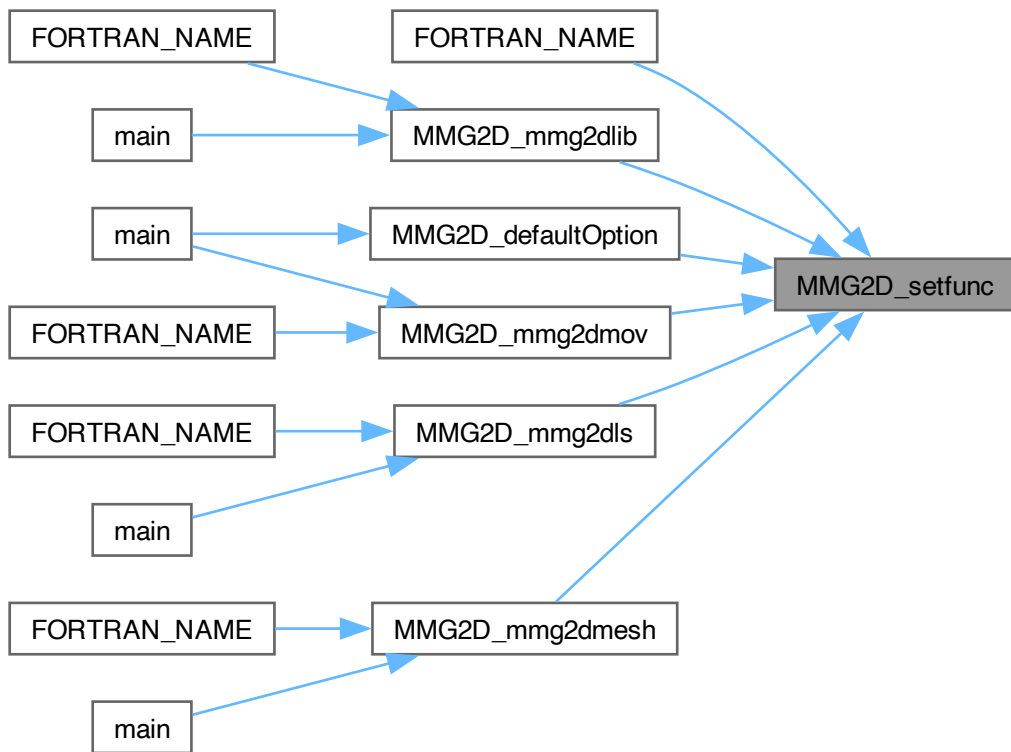 FORTRAN_NAME
FORTRAN_NAME
main
MMG2D_mmg2dlib
main
MMG2D_defaultOption
MMG2D_setfunc
FORTRAN_NAME
MMG2D_mmg2dmov
FORTRAN_NAME
MMG2D_mmg2dls
main
FORTRAN_NAME
MMG2D_mmg2dmesh
main